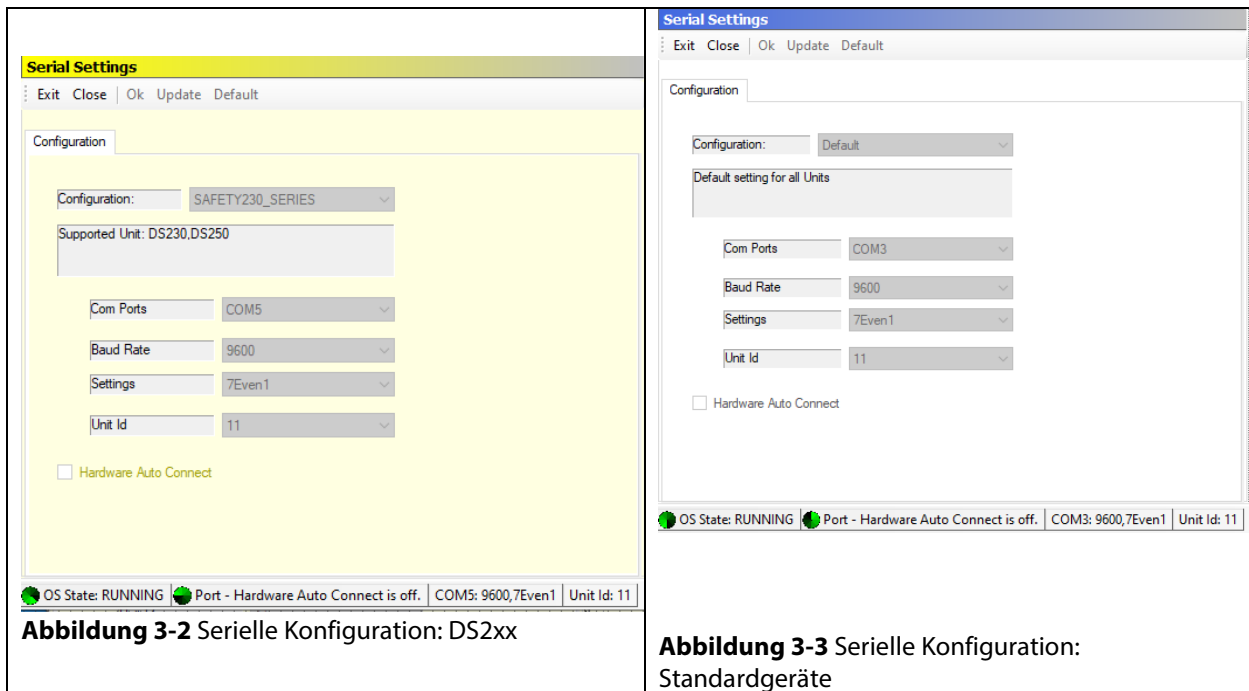 Serial Settings
Exit Close Ok Update Default
Configuration
Configuration: SAFETY230_SERIES
Supported Unit: DS230,DS250
Com Ports COM5
Baud Rate 9600
Settings 7Even1
Unit Id 11
Hardware Auto Connect
OS State: RUNNING Port - Hardware Auto Connect is off. COM5: 9600,7Even1 Unit Id: 11
Abbildung 3-2 Serielle Konfiguration: DS2xx
Serial Settings
Exit Close Ok Update Default
Configuration
Configuration: Default
Default setting for all Units
Com Ports COM3
Baud Rate 9600
Settings 7Even1
Unit Id 11
Hardware Auto Connect
OS State: RUNNING Port - Hardware Auto Connect is off. COM3: 9600,7Even1 Unit Id: 11
Abbildung 3-3 Serielle Konfiguration:
Standardgeräte